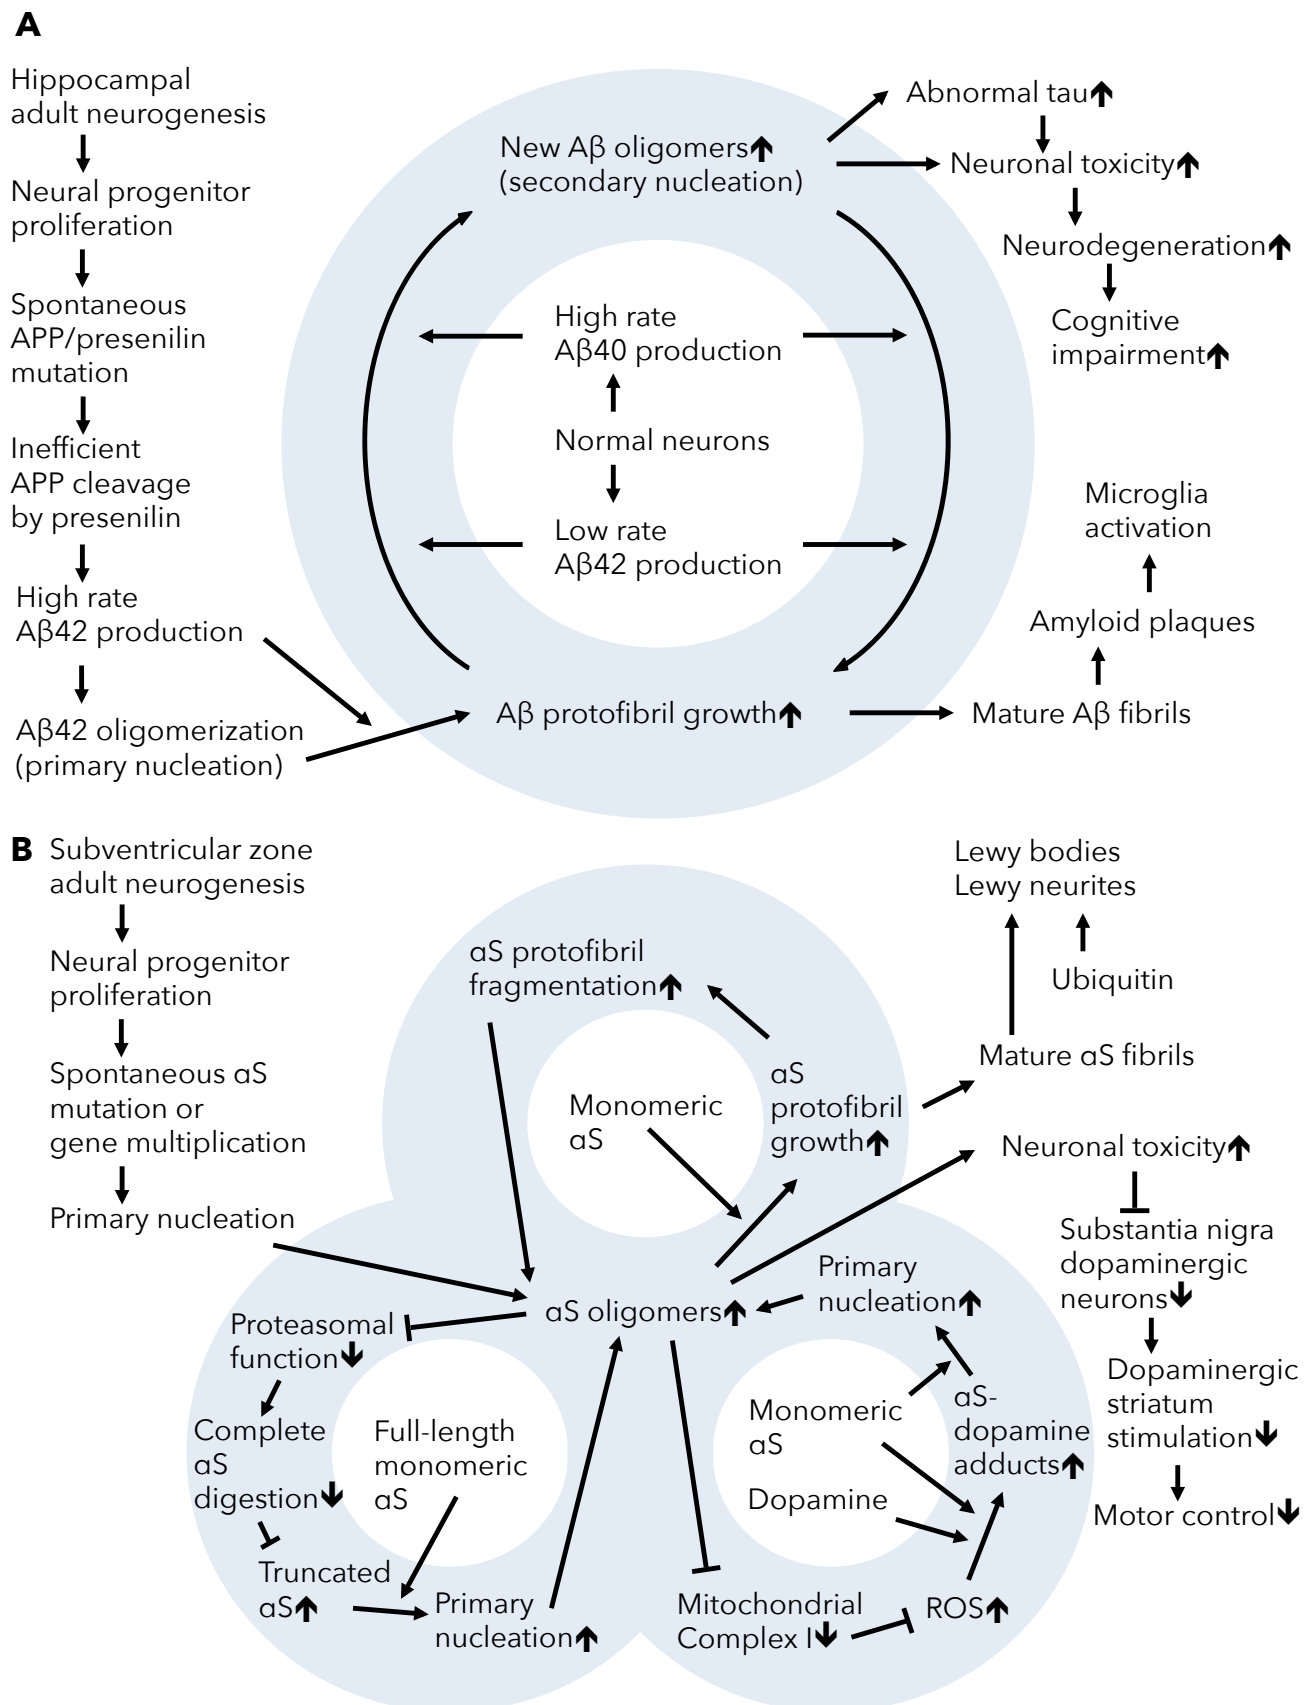 A
Hippocampal
adult neurogenesis
Neural progenitor
proliferation
Spontaneous
APP/presenilin
mutation
Inefficient
APP cleavage
by presenilin
High rate
Aβ42 production
Aβ42 oligomerization
(primary nucleation)
New Aβ oligomers
(secondary nucleation)
High rate
Aβ40 production
Normal neurons
Low rate
Aβ42 production
Aβ protofibril growth
Abnormal tau
Neuronal toxicity
Neurodegeneration
Cognitive
impairment
Microglia
activation
Amyloid plaques
Mature Aβ fibrils
B
Subventricular zone
adult neurogenesis
Neural progenitor
proliferation
Spontaneous αS
mutation or
gene multiplication
Primary nucleation
αS protofibril
fragmentation
Monomeric
αS
αS
protofibril
growth
αS oligomers
Proteasomal
function
Complete
αS
digestion
Full-length
monomeric
αS
Truncated
αS
Primary
nucleation
Primary
nucleation
Monomeric
αS
Dopamine
αS-
dopamine
adducts
Mitochondrial
Complex I
ROS
Lewy bodies
Lewy neurites
Ubiquitin
Mature αS fibrils
Neuronal toxicity
Substantia nigra
dopaminergic
neurons
Dopaminergic
striatum
stimulation
Motor control